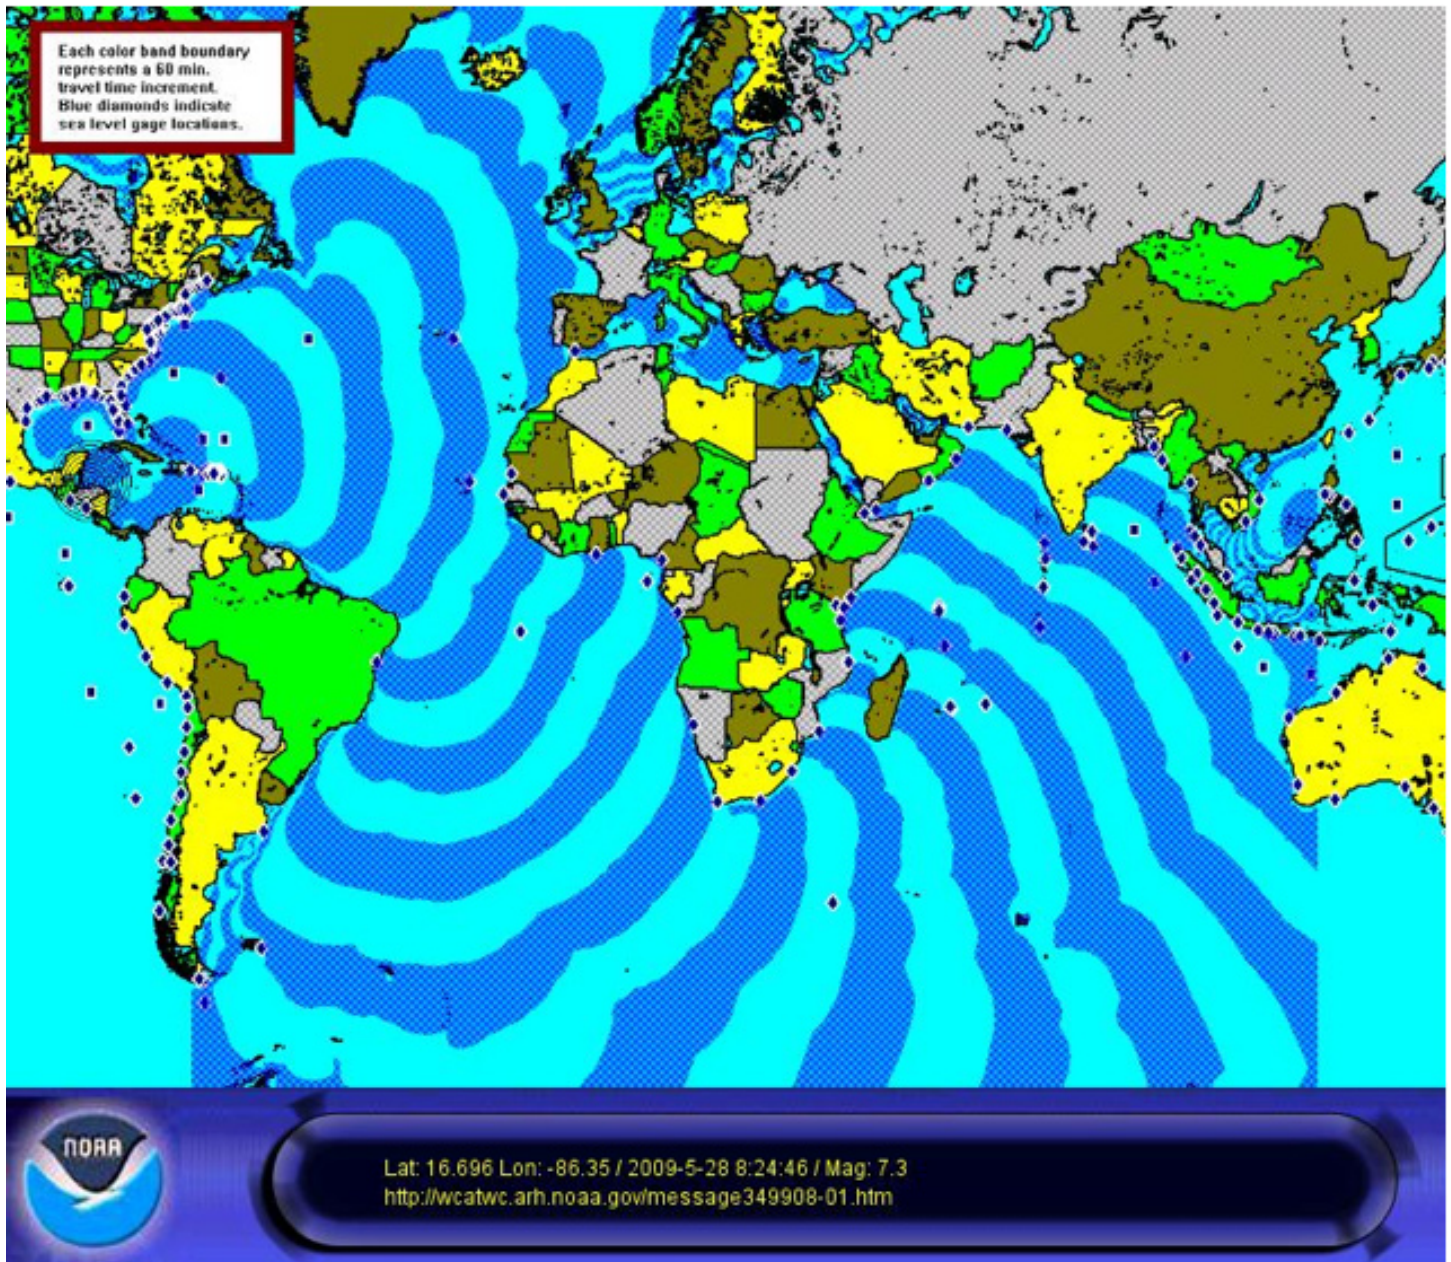 Each color band boundary
represents a 60 min.
travel time increment.
Blue diamonds indicate
sea level gage locations.
NOAA
Lat: 16.696 Lon: -86.35 / 2009-5-28 8:24:46 / Mag: 7.3
http://wcatwc.arh.noaa.gov/message349908-01.htm